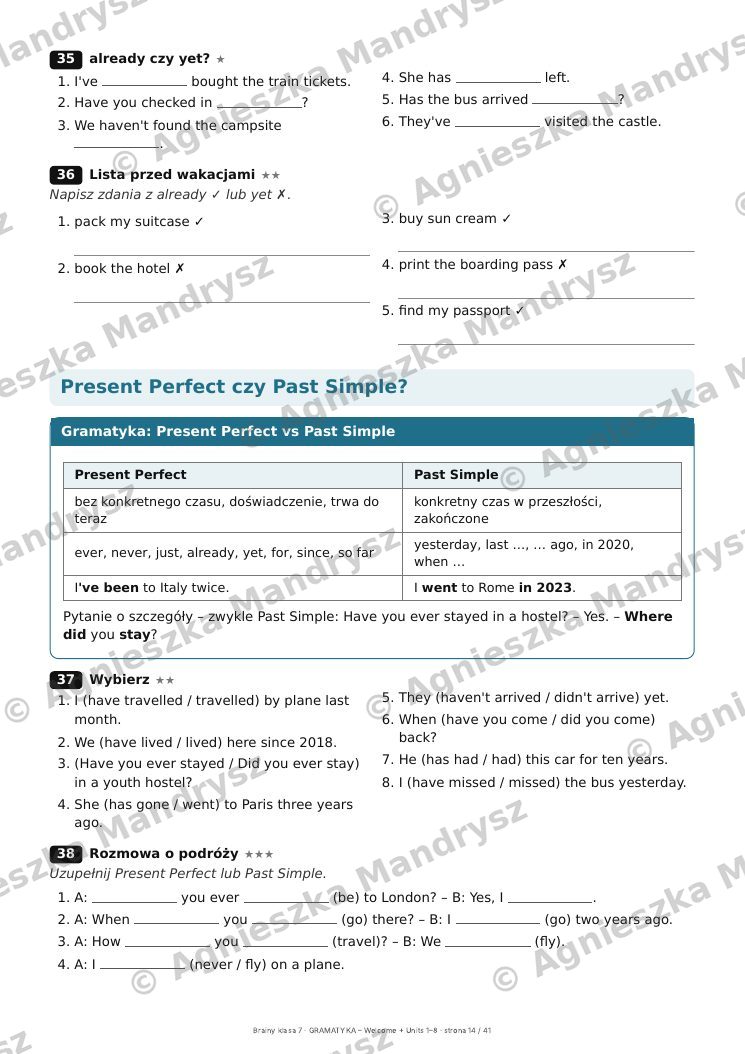 35 already czy yet? ★
1. I've ____________ bought the train tickets.
2. Have you checked in ____________?
3. We haven't found the campsite
____________.
4. She has ____________ left.
5. Has the bus arrived ____________?
6. They've ____________ visited the castle.
36 Lista przed wakacjami ★★
Napisz zdania z already ✓ lub yet ✗.
1. pack my suitcase ✓
2. book the hotel ✗
3. buy sun cream ✓
4. print the boarding pass ✗
5. find my passport ✓
Present Perfect czy Past Simple?
Gramatyka: Present Perfect vs Past Simple
Present Perfect Past Simple
bez konkretnego czasu, doświadczenie, trwa do
teraz
konkretny czas w przeszłości,
zakończone
ever, never, just, already, yet, for, since, so far
yesterday, last …, … ago, in 2020,
when …
I've been to Italy twice. I went to Rome in 2023.
Pytanie o szczegóły – zwykle Past Simple: Have you ever stayed in a hostel? – Yes. – Where
did you stay?
37 Wybierz ★★
1. I (have travelled / travelled) by plane last
month.
2. We (have lived / lived) here since 2018.
3. (Have you ever stayed / Did you ever stay)
in a youth hostel?
4. She (has gone / went) to Paris three years
ago.
5. They (haven't arrived / didn't arrive) yet.
6. When (have you come / did you come)
back?
7. He (has had / had) this car for ten years.
8. I (have missed / missed) the bus yesterday.
38 Rozmowa o podróży ★★★
Uzupełnij Present Perfect lub Past Simple.
1. A: ____________ you ever ____________ (be) to London? – B: Yes, I ____________.
2. A: When ____________ you ____________ (go) there? – B: I ____________ (go) two years ago.
3. A: How ____________ you ____________ (travel)? – B: We ____________ (fly).
4. A: I ____________ (never / fly) on a plane.
Brainy klasa 7 · GRAMATYKA – Welcome + Units 1–8 · strona 14 / 41
© Agnieszka Mandrysz